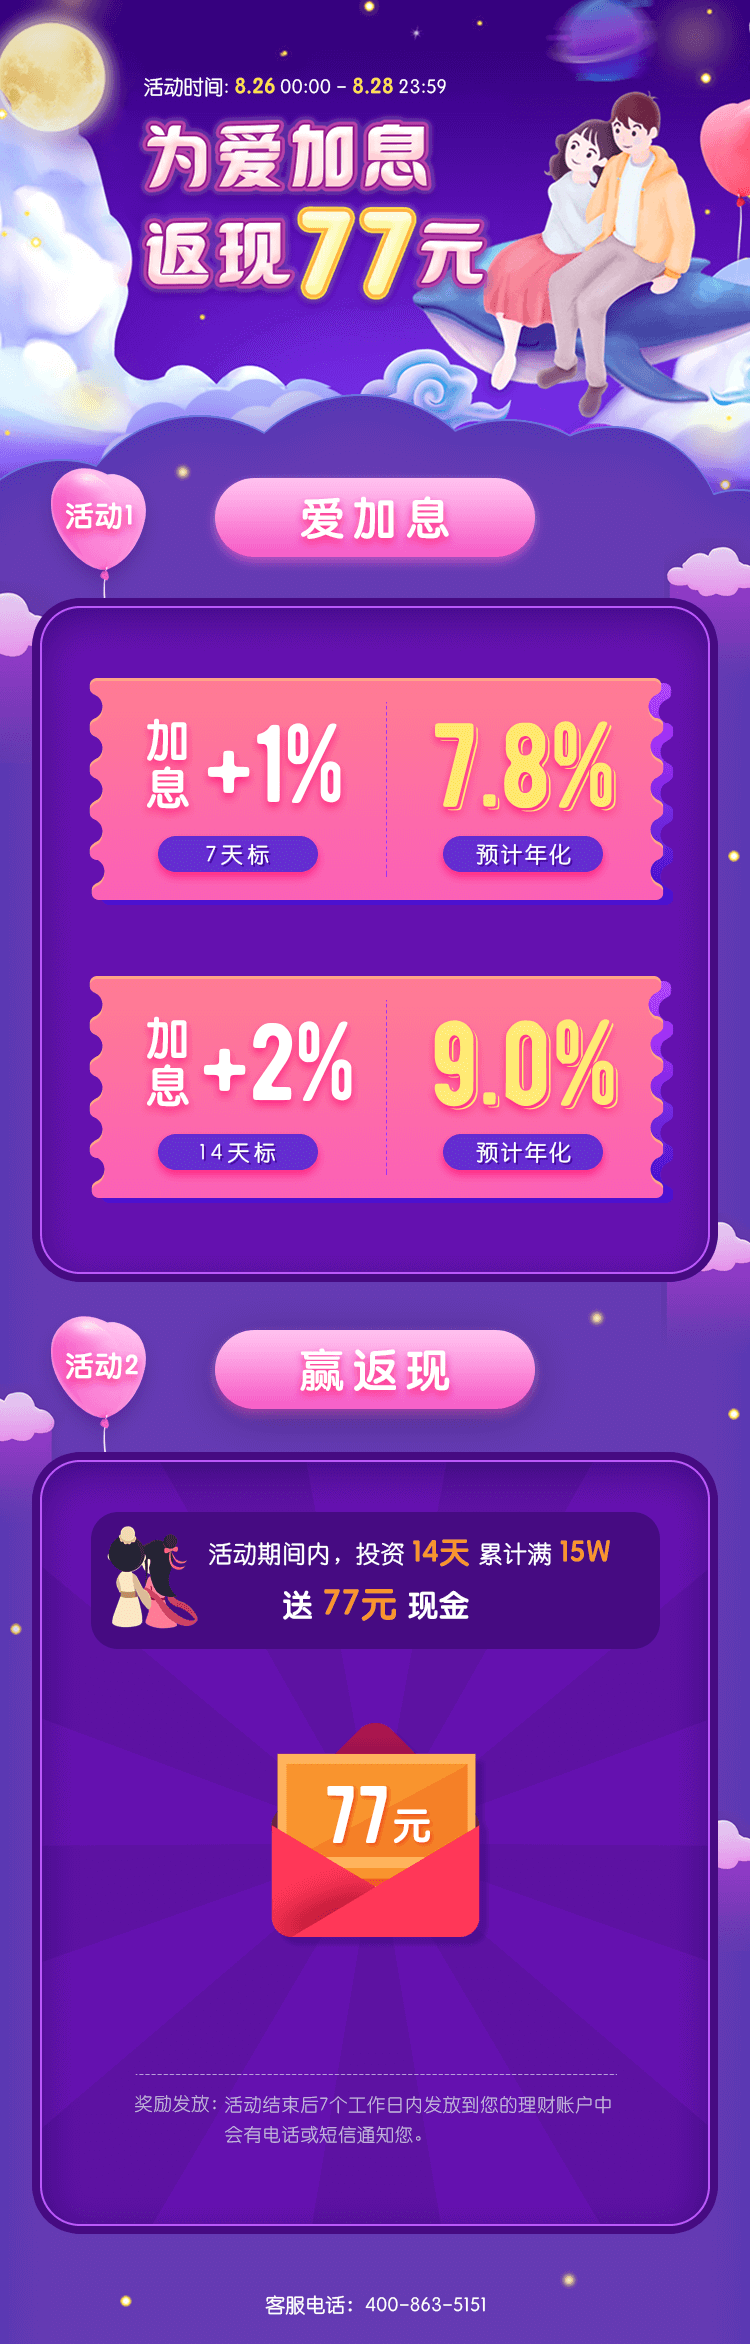 活动时间: 8.26 00:00 - 8.28 23:59
为爱加息
返现77元
活动1
爱加息
加息 +1%
7.8%
7天标
预计年化
加息 +2%
9.0%
14天标
预计年化
活动2
赢返现
活动期间内，投资 14天 累计满 15W
送 77元 现金
77元
奖励发放：活动结束后7个工作日内发放到您的理财账户中
会有电话或短信通知您。
客服电话：400-863-5151